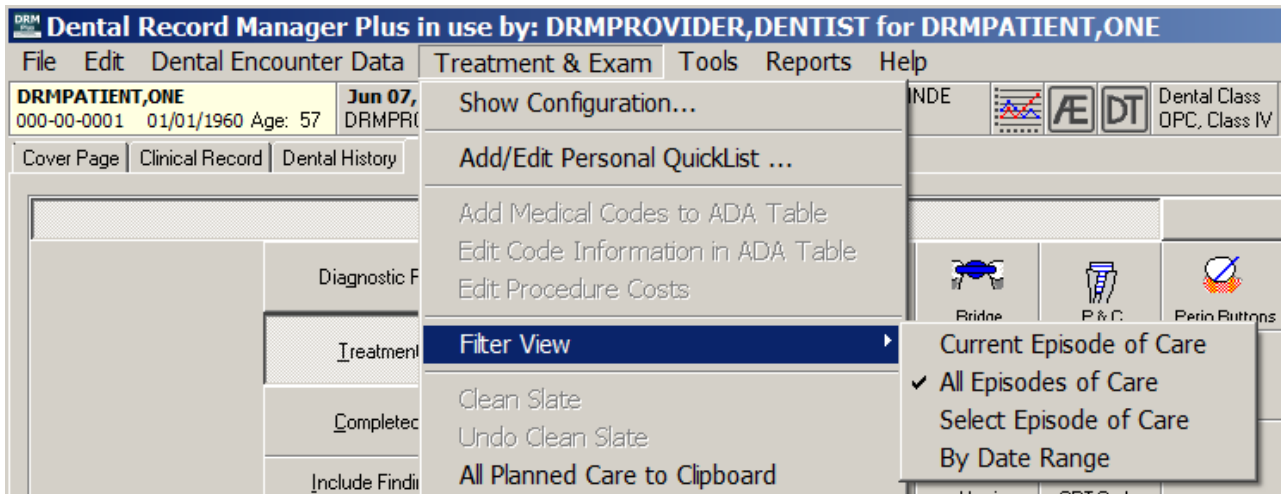 DRM Plus Dental Record Manager Plus in use by: DRMPROVIDER,DENTIST for DRMPATIENT,ONE
File Edit Dental Encounter Data Treatment & Exam Tools Reports Help
DRMPATIENT,ONE
000-00-0001 01/01/1960 Age: 57
Jun 07,
Dental Class
OPC, Class IV
Æ DT
Cover Page Clinical Record Dental History
Show Configuration...
Add/Edit Personal QuickList ...
Add Medical Codes to ADA Table
Edit Code Information in ADA Table
Edit Procedure Costs
Filter View
Clean Slate
Undo Clean Slate
All Planned Care to Clipboard
Current Episode of Care
✓ All Episodes of Care
Select Episode of Care
By Date Range
Diagnostic
Treatment
Completed
Include
Bridge
P & C
Perio Buttons